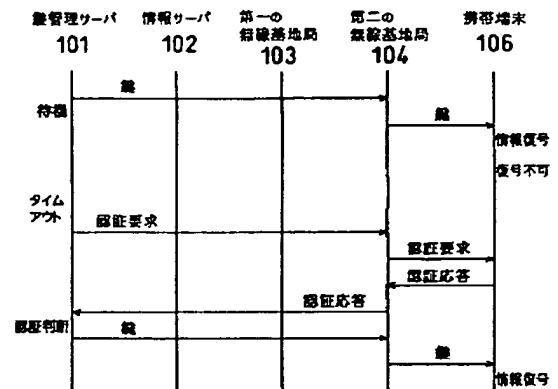 鍵管理サーバ
101
情報サーバ
102
第一の
無線基地局
103
第二の
無線基地局
104
携帯端末
106
鍵
待機
鍵
情報復号
復号不可
タイム
アウト
認証要求
認証要求
認証応答
認証応答
認証判断
鍵
鍵
情報復号